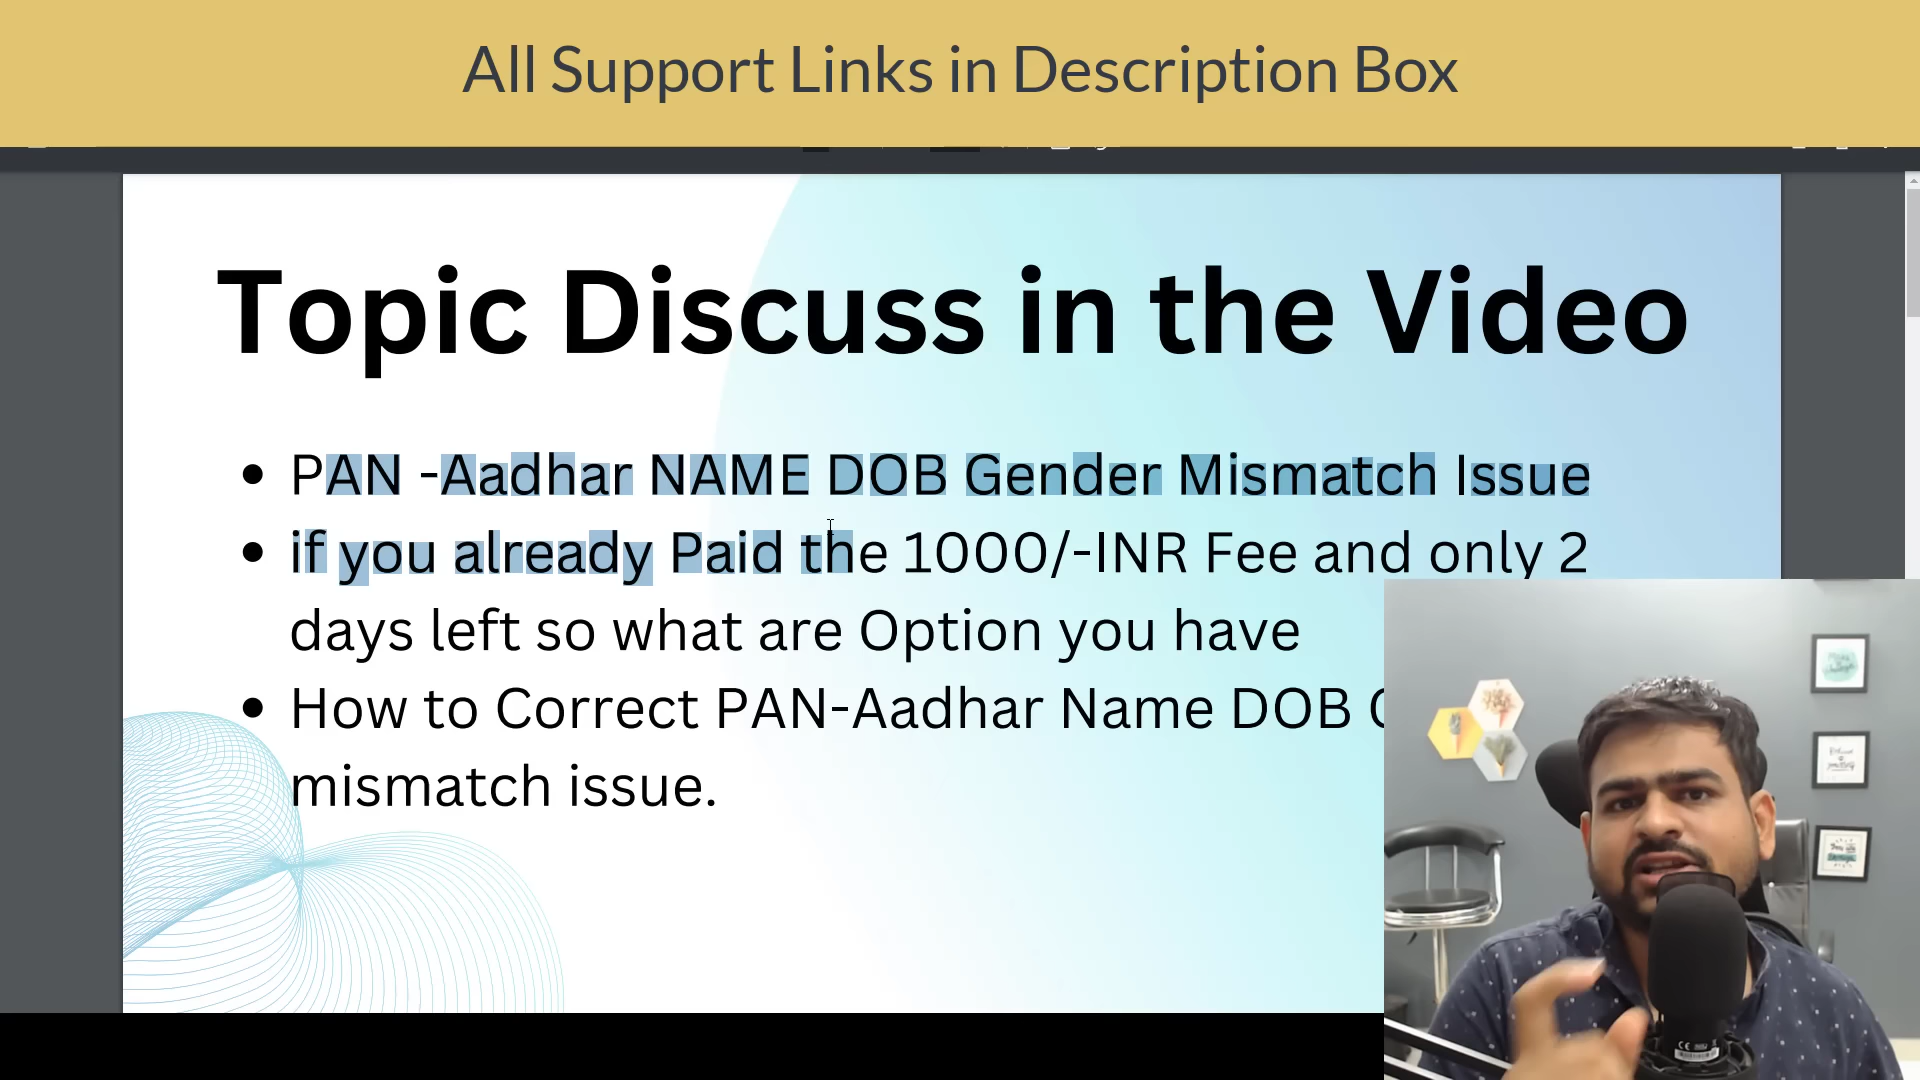 All Support Links in Description Box
Topic Discuss in the Video
PAN -Aadhar NAME DOB Gender Mismatch Issue
if you already Paid the 1000/-INR Fee and only 2
days left so what are Option you have
How to Correct PAN-Aadhar Name DOB
mismatch issue.